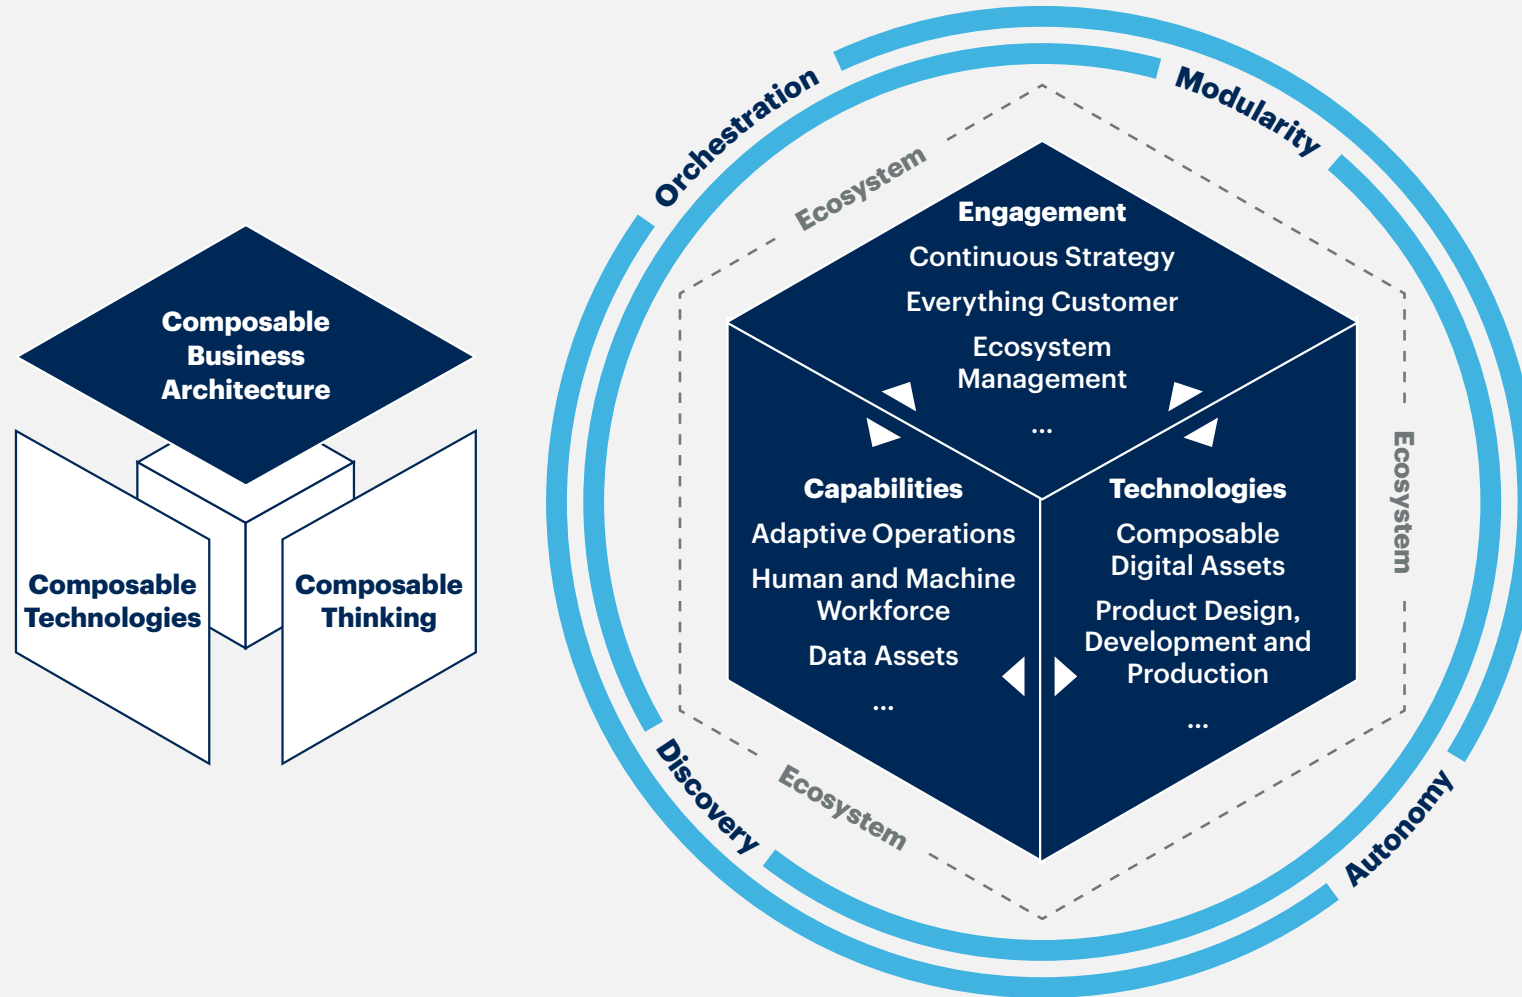 Composable
Business
Architecture
Composable
Technologies
Composable
Thinking
Orchestration
Modularity
Ecosystem
Engagement
Continuous Strategy
Everything Customer
Ecosystem
Management
...
Capabilities
Adaptive Operations
Human and Machine
Workforce
Data Assets
...
Technologies
Composable
Digital Assets
Product Design,
Development and
Production
...
Ecosystem
Ecosystem
Discovery
Autonomy